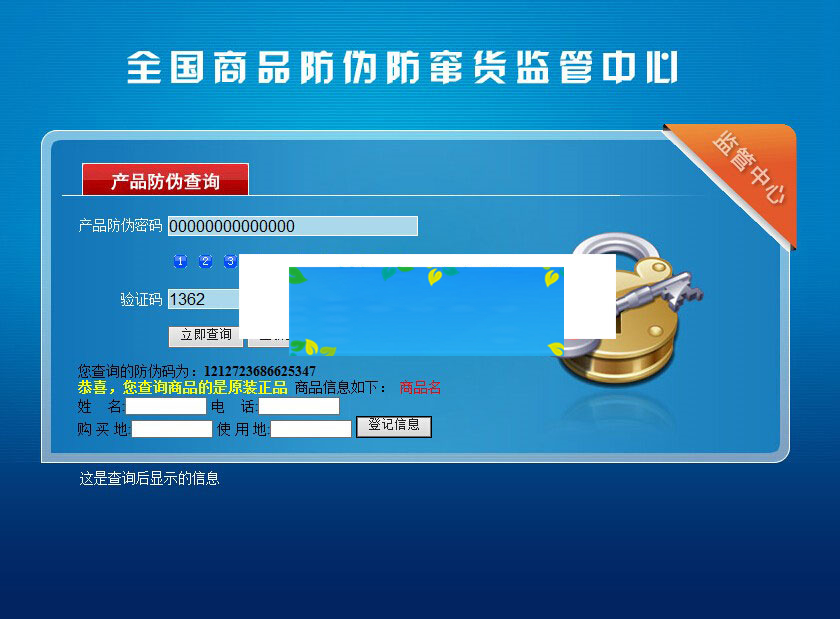 全国商品防伪防窜货监管中心
监管中心
产品防伪查询
产品防伪密码 00000000000000
1 2 3
验证码 1362
立即查询
您查询的防伪码为：1212723686625347
恭喜，您查询商品的是原装正品 商品信息如下： 商品名
姓 名: 电 话:
购 买 地: 使 用 地: 登记信息
这是查询后显示的信息